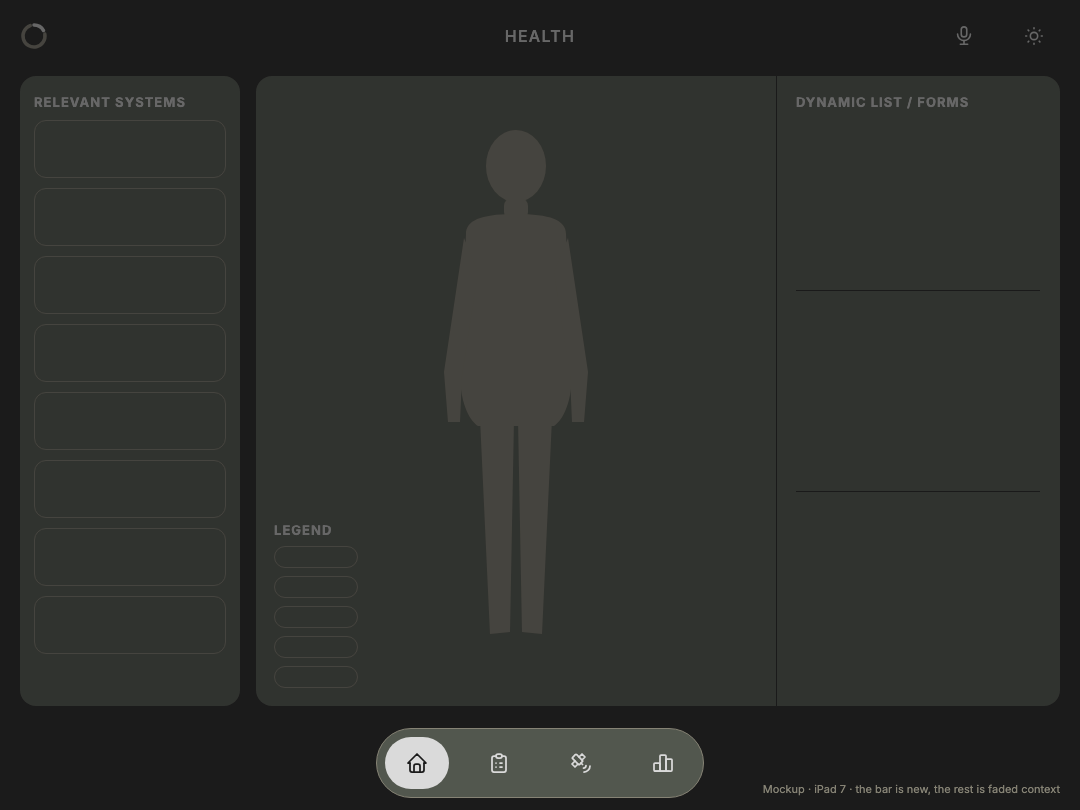 HEALTH
RELEVANT SYSTEMS
DYNAMIC LIST / FORMS
LEGEND
Mockup · iPad 7 · the bar is new, the rest is faded context